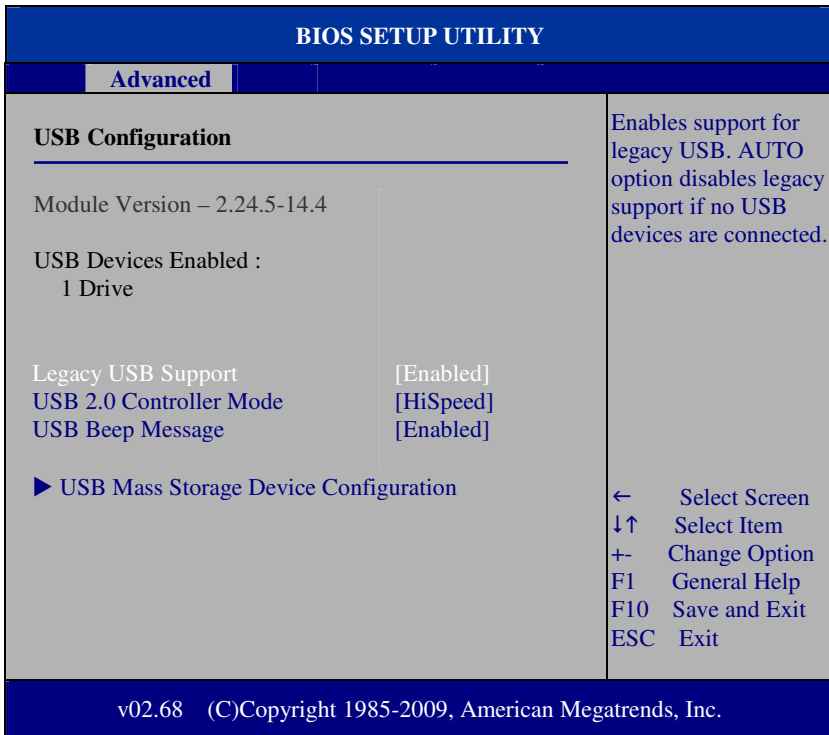 BIOS SETUP UTILITY
Advanced
USB Configuration
Module Version – 2.24.5-14.4
USB Devices Enabled :
1 Drive
Legacy USB Support [Enabled]
USB 2.0 Controller Mode [HiSpeed]
USB Beep Message [Enabled]
▶ USB Mass Storage Device Configuration
Enables support for
legacy USB. AUTO
option disables legacy
support if no USB
devices are connected.
← Select Screen
↓↑ Select Item
+- Change Option
F1 General Help
F10 Save and Exit
ESC Exit
v02.68 (C)Copyright 1985-2009, American Megatrends, Inc.